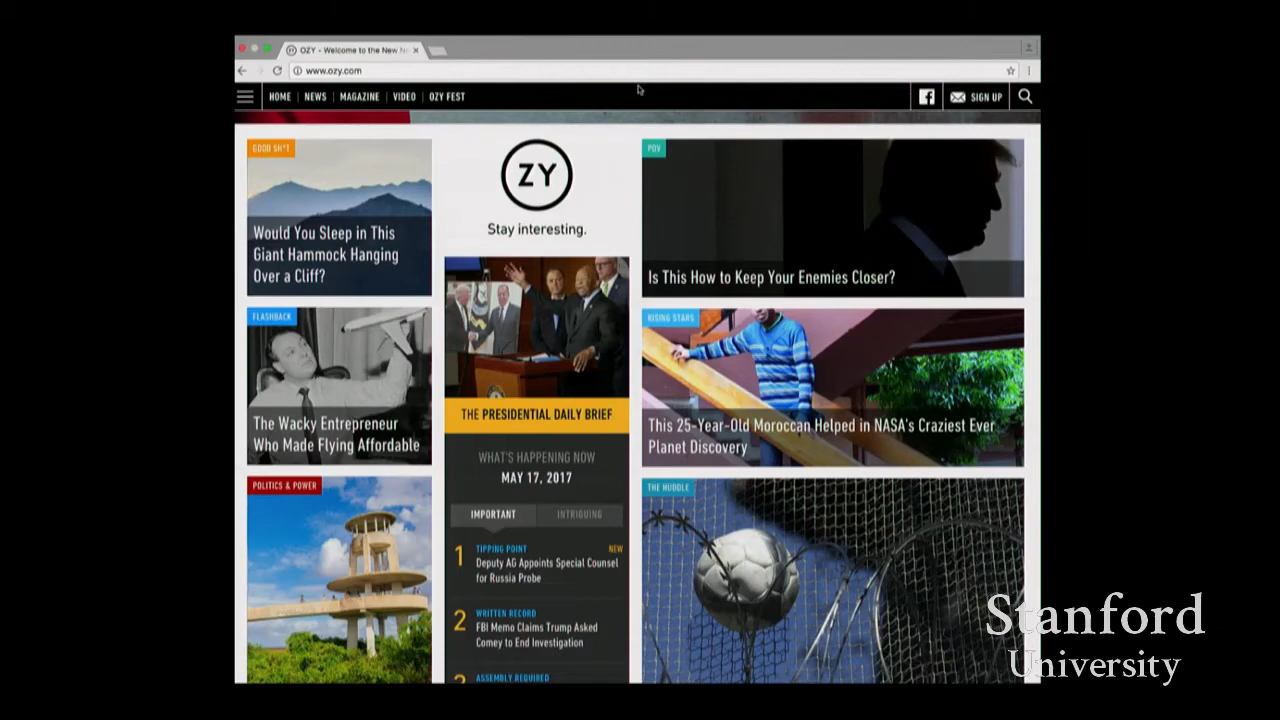 OZY - Welcome to the New Ne
www.ozy.com
HOME
NEWS
MAGAZINE
VIDEO
OZY FEST
SIGN UP
GOOD SH*T
Would You Sleep in This
Giant Hammock Hanging
Over a Cliff?
FLASHBACK
The Wacky Entrepreneur
Who Made Flying Affordable
POLITICS & POWER
ZY
Stay interesting.
THE PRESIDENTIAL DAILY BRIEF
WHAT'S HAPPENING NOW
MAY 17, 2017
IMPORTANT
INTRIGUING
1
TIPPING POINT
NEW
Deputy AG Appoints Special Counsel
for Russia Probe
2
WRITTEN RECORD
FBI Memo Claims Trump Asked
Comey to End Investigation
ASSEMBLY REQUIRED
POV
Is This How to Keep Your Enemies Closer?
RISING STARS
This 25-Year-Old Moroccan Helped in NASA's Craziest Ever
Planet Discovery
THE HUDDLE
Stanford
University